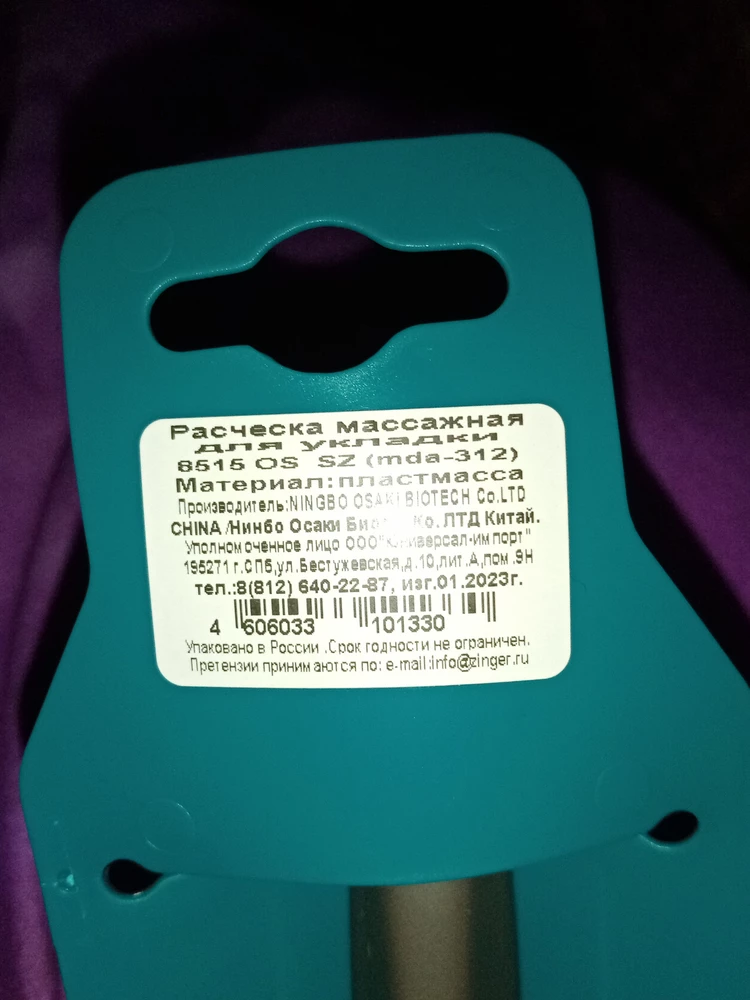 Расческа массажная
для укладки
8515 OS SZ (mda-312)
Материал:пластмасса
Производитель:NINGBO OSAKI BIOTECH Co.LTD
CHINA /Нинбо Осаки Ко. ЛТД Китай.
Уполномоченное лицо ООО"Юниверсал-импорт"
195271 г.СПб,ул.Бестужевская,д.10,лит.А,пом.9Н
тел.:8(812) 640-22-87, изг.01.2023г.
4 606033 101330
Упаковано в России .Срок годности не ограничен.
Претензии принимаются по: e-mail:info@zinger.ru